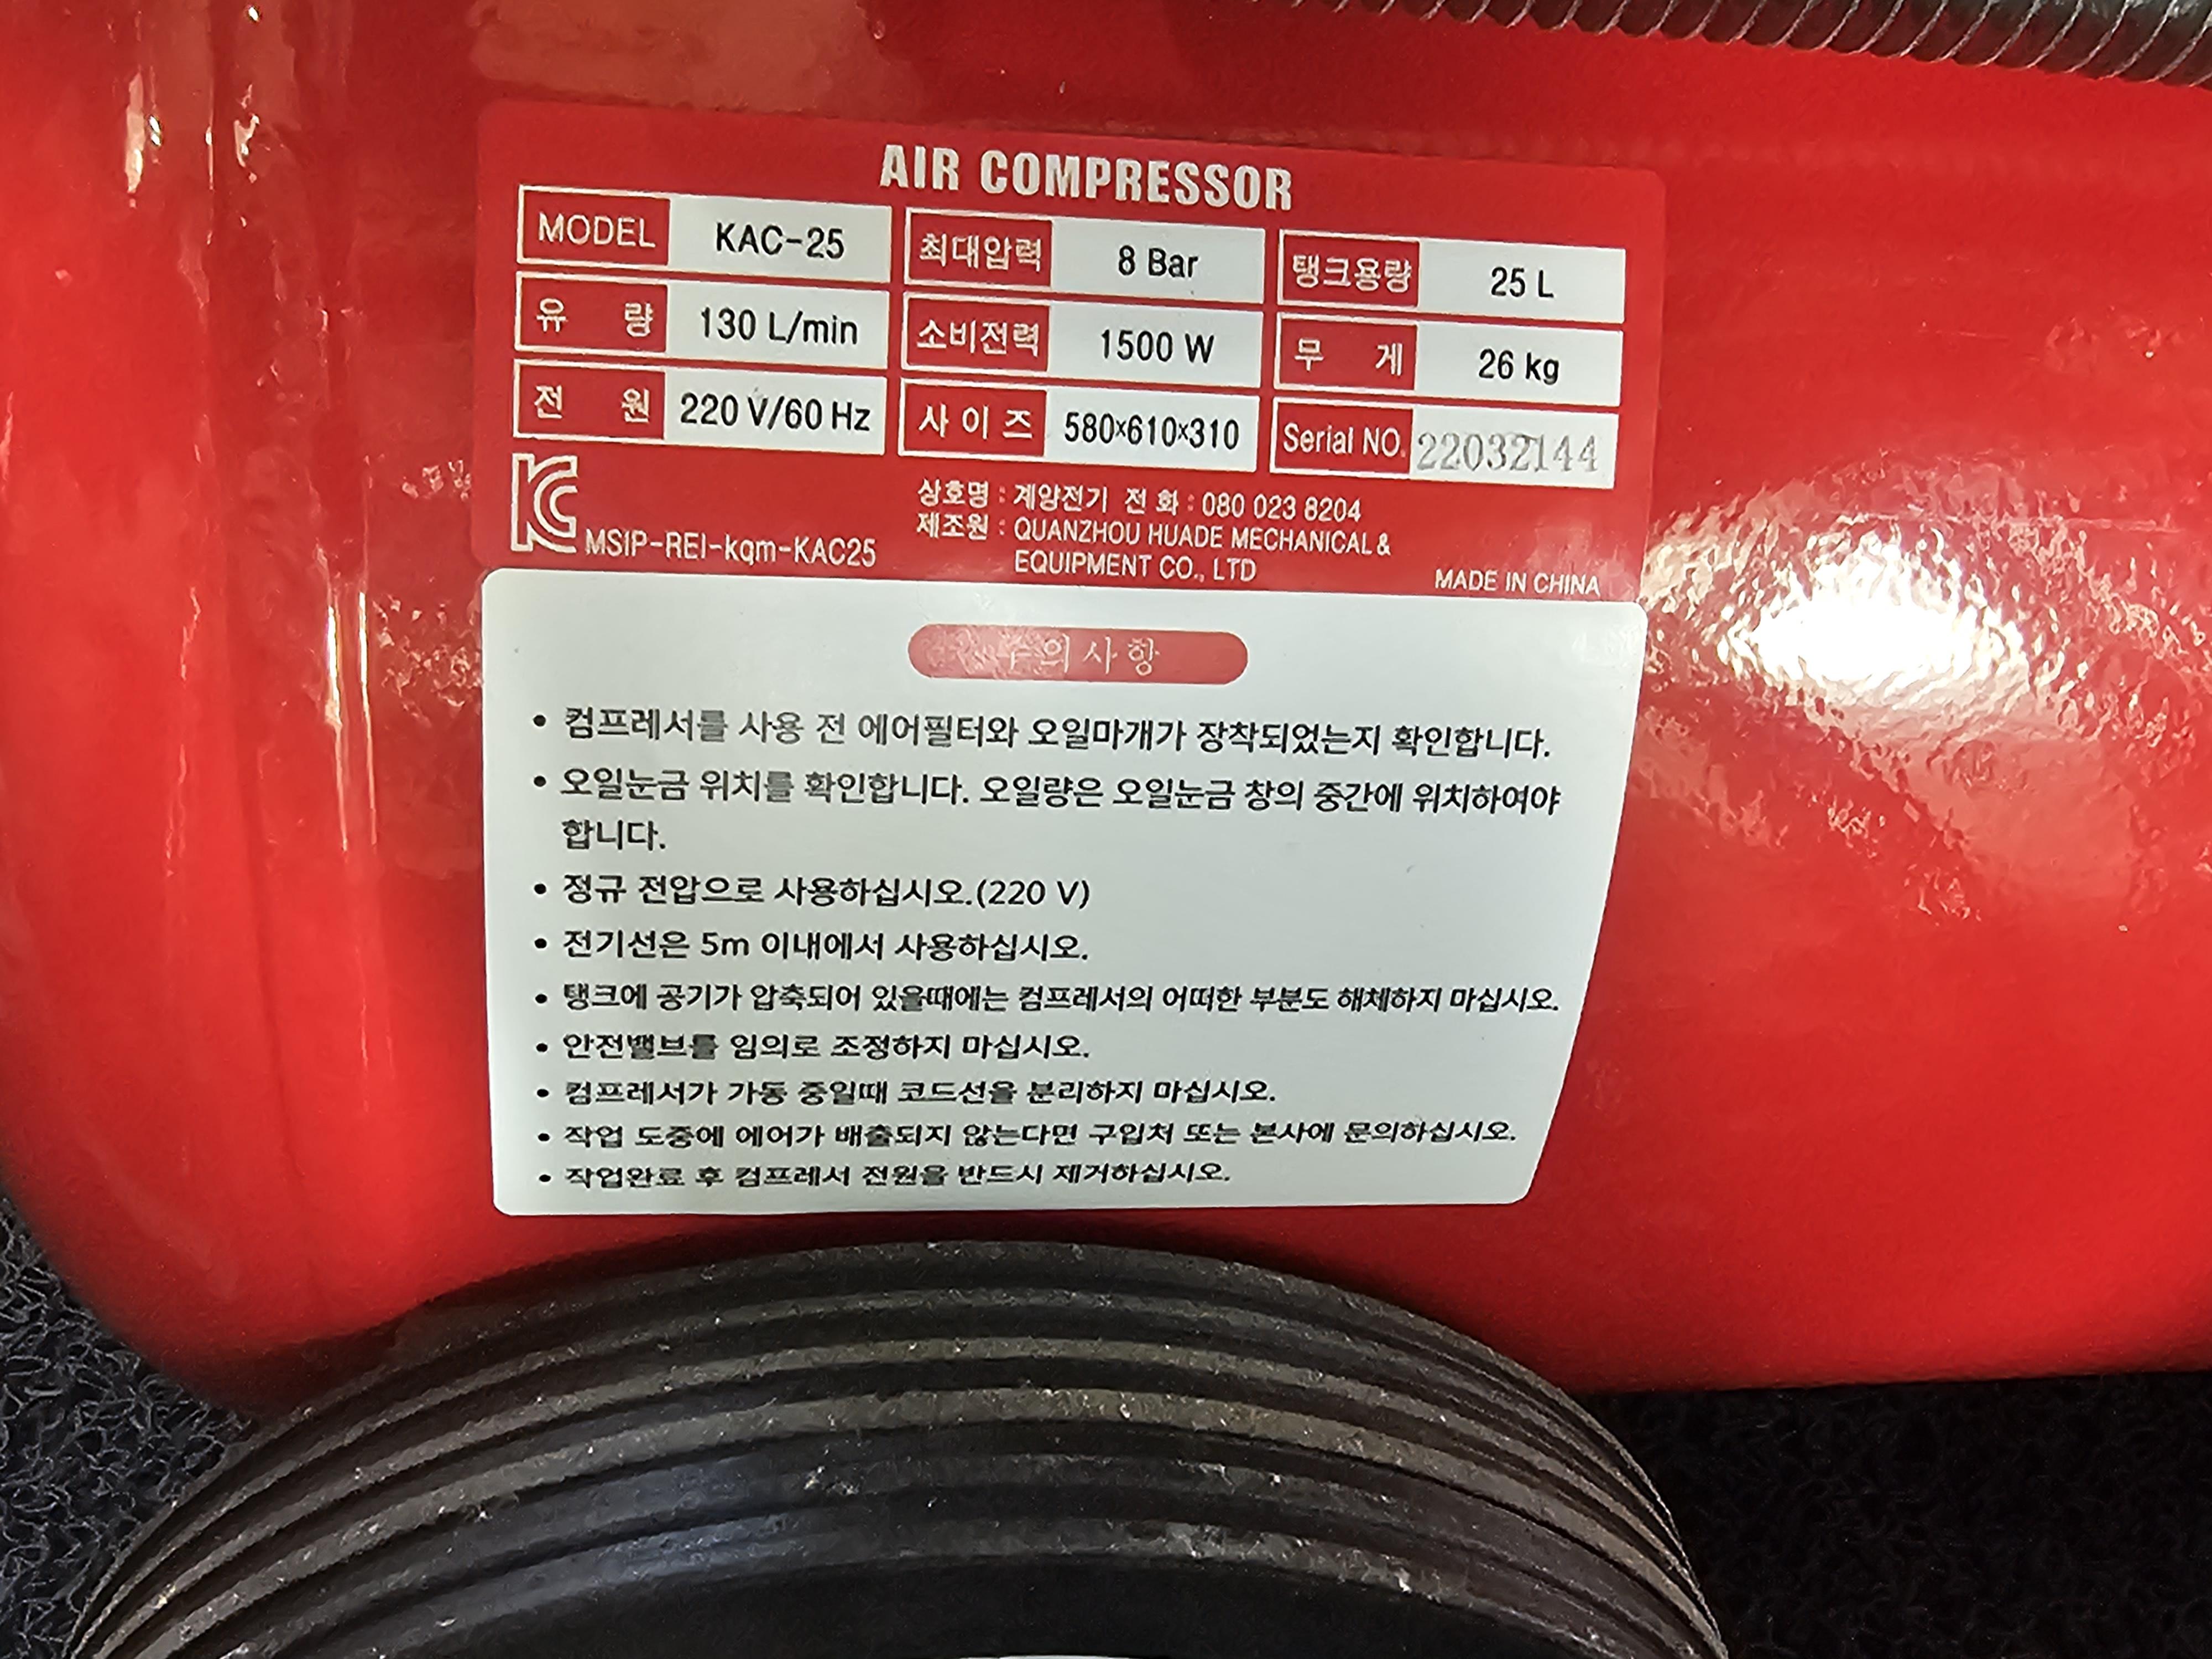 AIR COMPRESSOR
MODEL KAC-25 최대압력 8 Bar 탱크용량 25 L
유 량 130 L/min 소비전력 1500 W 무 게 26 kg
전 원 220 V/60 Hz 사 이 즈 580x610x310 Serial NO. 22032144
KC MSIP-REI-kqm-KAC25
상호명 : 계양전기 전 화 : 080 023 8204
제조원 : QUANZHOU HUADE MECHANICAL &
EQUIPMENT CO., LTD
MADE IN CHINA
주의사항
• 컴프레서를 사용 전 에어필터와 오일마개가 장착되었는지 확인합니다.
• 오일눈금 위치를 확인합니다. 오일량은 오일눈금 창의 중간에 위치하여야
합니다.
• 정규 전압으로 사용하십시오.(220 V)
• 전기선은 5m 이내에서 사용하십시오.
• 탱크에 공기가 압축되어 있을때에는 컴프레서의 어떠한 부분도 해체하지 마십시오.
• 안전밸브를 임의로 조정하지 마십시오.
• 컴프레서가 가동 중일때 코드선을 분리하지 마십시오.
• 작업 도중에 에어가 배출되지 않는다면 구입처 또는 본사에 문의하십시오.
• 작업완료 후 컴프레서 전원을 반드시 제거하십시오.